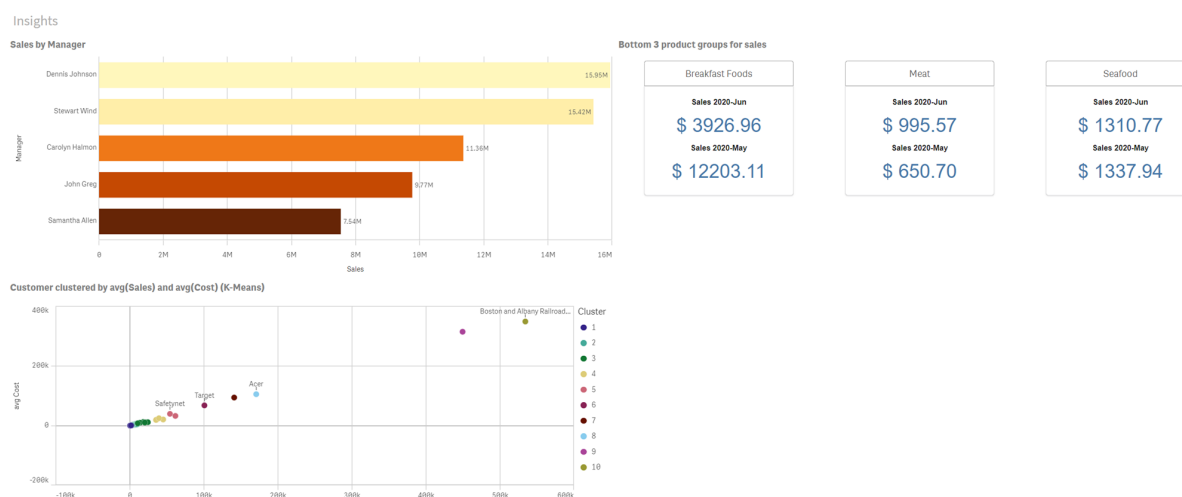 Insights
Sales by Manager
Manager
Dennis Johnson 15.95M
Stewart Wind 15.42M
Carolyn Halmon 11.36M
John Greg 9.77M
Samantha Allen 7.54M
0 2M 4M 6M 8M 10M 12M 14M 16M
Sales
Bottom 3 product groups for sales
Breakfast Foods
Sales 2020-Jun
$ 3926.96
Sales 2020-May
$ 12203.11
Meat
Sales 2020-Jun
$ 995.57
Sales 2020-May
$ 650.70
Seafood
Sales 2020-Jun
$ 1310.77
Sales 2020-May
$ 1337.94
Customer clustered by avg(Sales) and avg(Cost) (K-Means)
avg Cost
400k
200k
0
-200k
Boston and Albany Railroad...
Acer
Target
Safetynet
-100k 0 100k 200k 300k 400k 500k 600k
Cluster
1
2
3
4
5
6
7
8
9
10